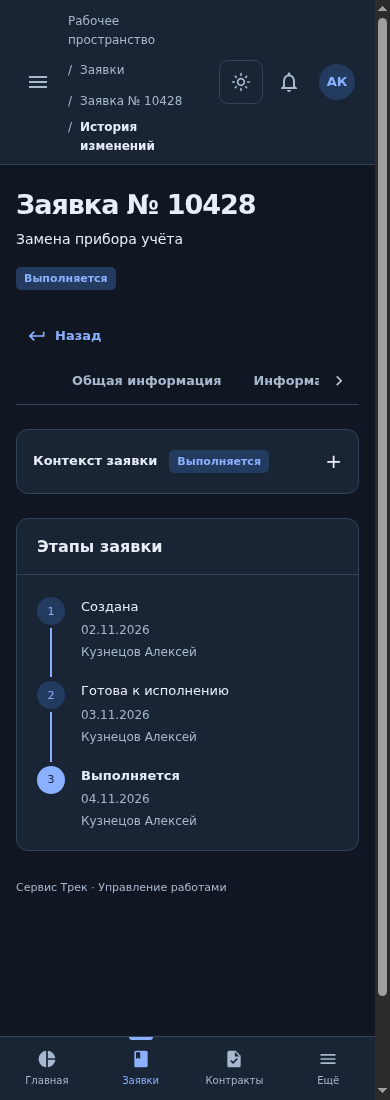 Рабочее
пространство
/ Заявки
/ Заявка № 10428
/ История
изменений
АК
Заявка № 10428
Замена прибора учёта
Выполняется
Назад
Общая информация
Информа
Контекст заявки Выполняется
Этапы заявки
1 Создана
02.11.2026
Кузнецов Алексей
2 Готова к исполнению
03.11.2026
Кузнецов Алексей
3 Выполняется
04.11.2026
Кузнецов Алексей
Сервис Трек · Управление работами
Главная Заявки Контракты Ещё